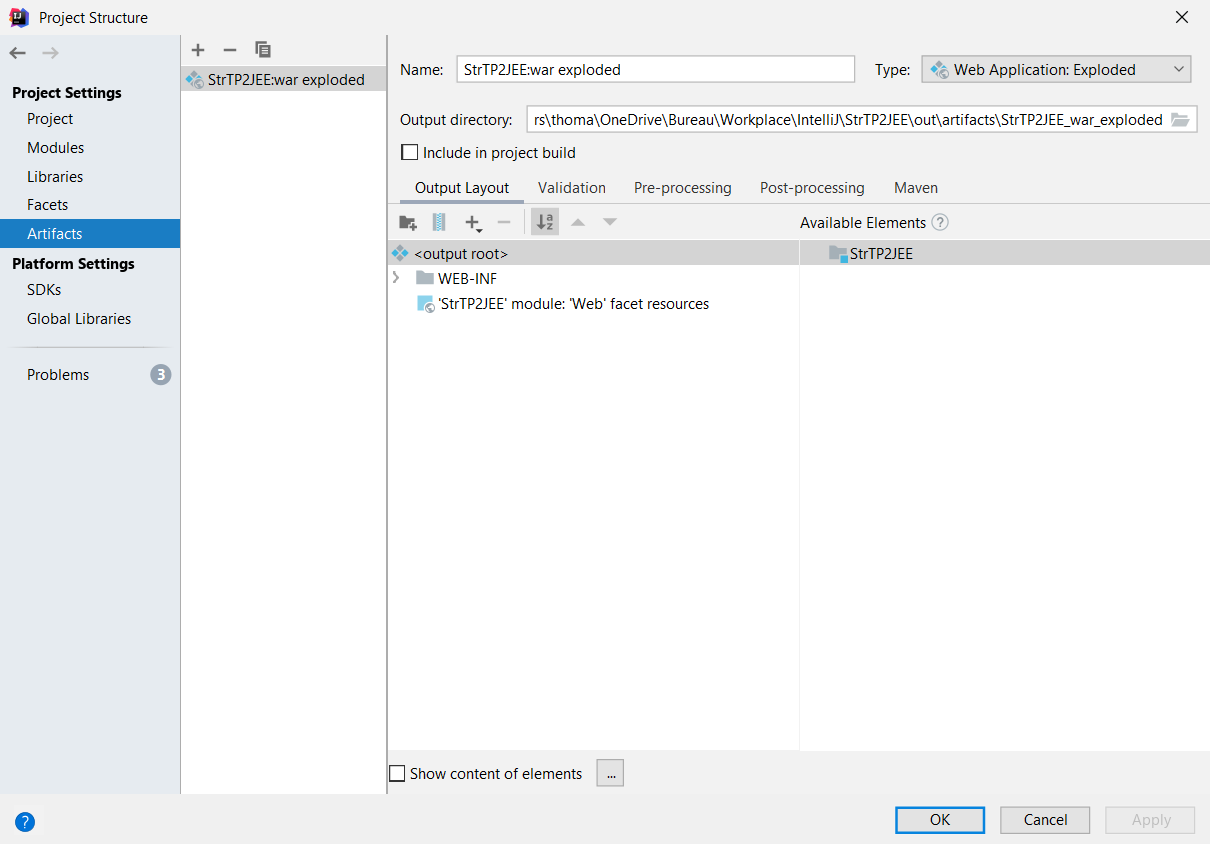 Project Structure
Project Settings
Project
Modules
Libraries
Facets
Artifacts
Platform Settings
SDKs
Global Libraries
Problems 3
StrTP2JEE:war exploded
Name: StrTP2JEE:war exploded Type: Web Application: Exploded
Output directory: rs\thoma\OneDrive\Bureau\Workplace\IntelliJ\StrTP2JEE\out\artifacts\StrTP2JEE_war_exploded
Include in project build
Output Layout Validation Pre-processing Post-processing Maven
Available Elements ?
<output root>
WEB-INF
'StrTP2JEE' module: 'Web' facet resources
StrTP2JEE
Show content of elements ...
? OK Cancel Apply